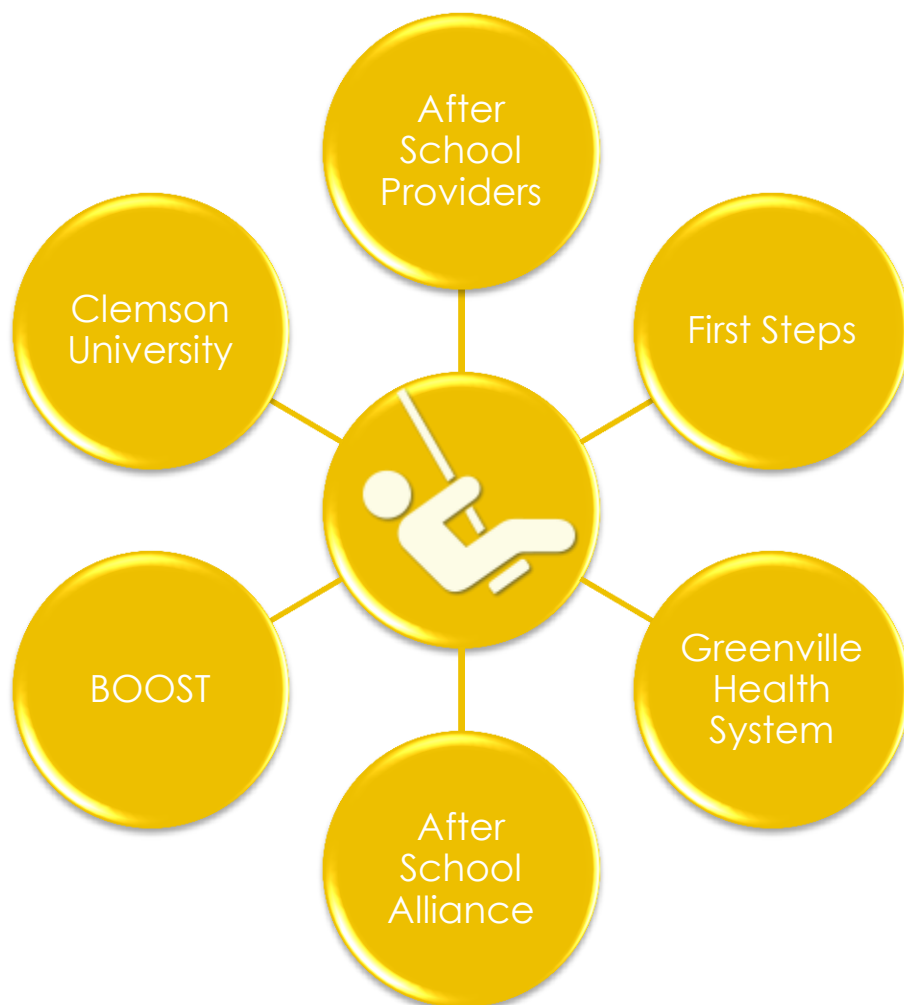 After
School
Providers
Clemson
University
First Steps
BOOST
Greenville
Health
System
After
School
Alliance